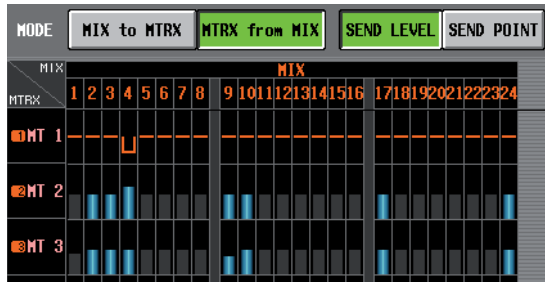 MODE MIX to MTRX MTRX from MIX SEND LEVEL SEND POINT
MIX MIX
MTRX 1 2 3 4 5 6 7 8 9 10 11 12 13 14 15 16 17 18 19 20 21 22 23 24
1 MT 1
2 MT 2
3 MT 3